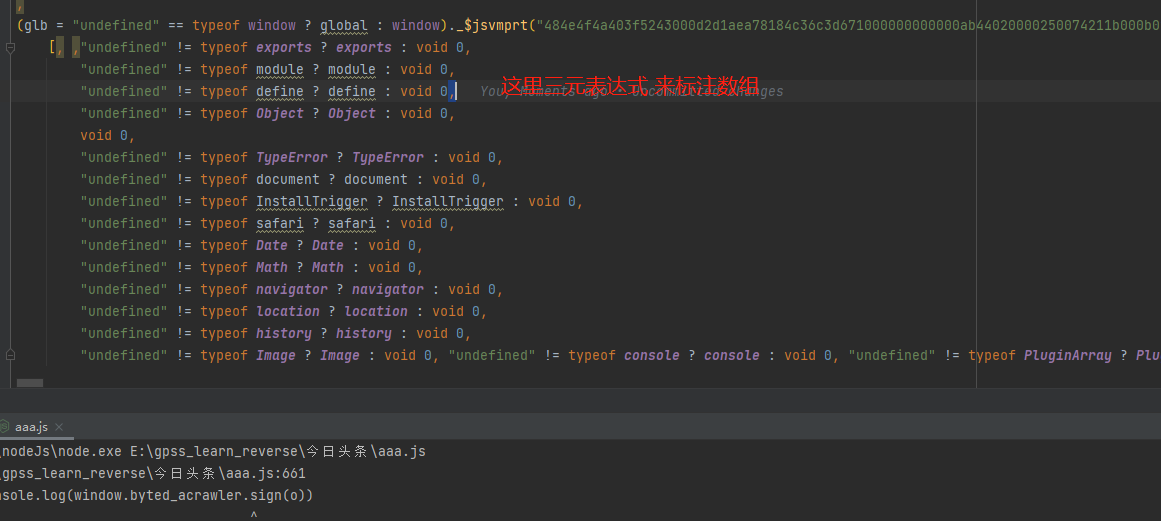 ,
(glb = "undefined" == typeof window ? global : window)._$jsvmprt("484e4f4a403f5243000d2d1aea78184c36c3d671000000000000ab44020000250074211b000b0
[, ,"undefined" != typeof exports ? exports : void 0,
"undefined" != typeof module ? module : void 0,
"undefined" != typeof define ? define : void 0, You, Moments ago · Uncommitted changes
这里三元表达式 来标注数组
"undefined" != typeof Object ? Object : void 0,
void 0,
"undefined" != typeof TypeError ? TypeError : void 0,
"undefined" != typeof document ? document : void 0,
"undefined" != typeof InstallTrigger ? InstallTrigger : void 0,
"undefined" != typeof safari ? safari : void 0,
"undefined" != typeof Date ? Date : void 0,
"undefined" != typeof Math ? Math : void 0,
"undefined" != typeof navigator ? navigator : void 0,
"undefined" != typeof location ? location : void 0,
"undefined" != typeof history ? history : void 0,
"undefined" != typeof Image ? Image : void 0, "undefined" != typeof console ? console : void 0, "undefined" != typeof PluginArray ? Plu
aaa.js
\nodeJs\node.exe E:\gpss_learn_reverse\今日头条\aaa.js
\gpss_learn_reverse\今日头条\aaa.js:661
nsole.log(window.byted_acrawler.sign(o))
^